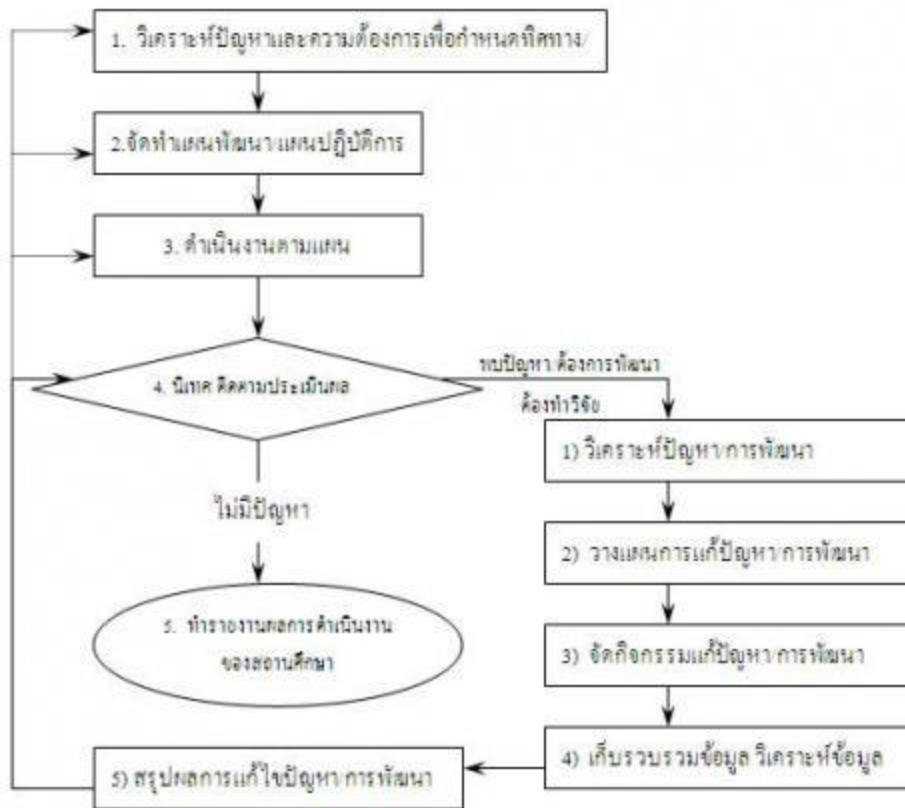 1. วิเคราะห์ปัญหาและความต้องการเพื่อกำหนดทิศทาง/
2.จัดทำแผนพัฒนา/แผนปฏิบัติการ
3. ดำเนินงานตามแผน
4. นิเทศ ติดตามประเมินผล
พบปัญหา/ต้องการพัฒนา
ต้องทำวิจัย
ไม่มีปัญหา
5. ทำรายงานผลการดำเนินงาน
ของสถานศึกษา
1) วิเคราะห์ปัญหา/การพัฒนา
2) วางแผนการแก้ปัญหา/การพัฒนา
3) จัดกิจกรรมแก้ปัญหา/การพัฒนา
4) เก็บรวบรวมข้อมูล วิเคราะห์ข้อมูล
5) สรุปผลการแก้ไขปัญหา/การพัฒนา